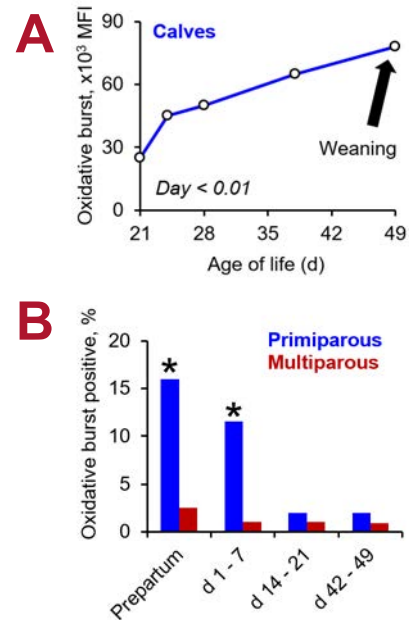 A
Oxidative burst, x10³ MFI
90
60
30
0
Calves
Weaning
Day < 0.01
21 28 35 42 49
Age of life (d)
B
Oxidative burst positive, %
20
15
10
5
0
Primiparous
Multiparous
*
*
Prepartum
d 1 - 7
d 14 - 21
d 42 - 49